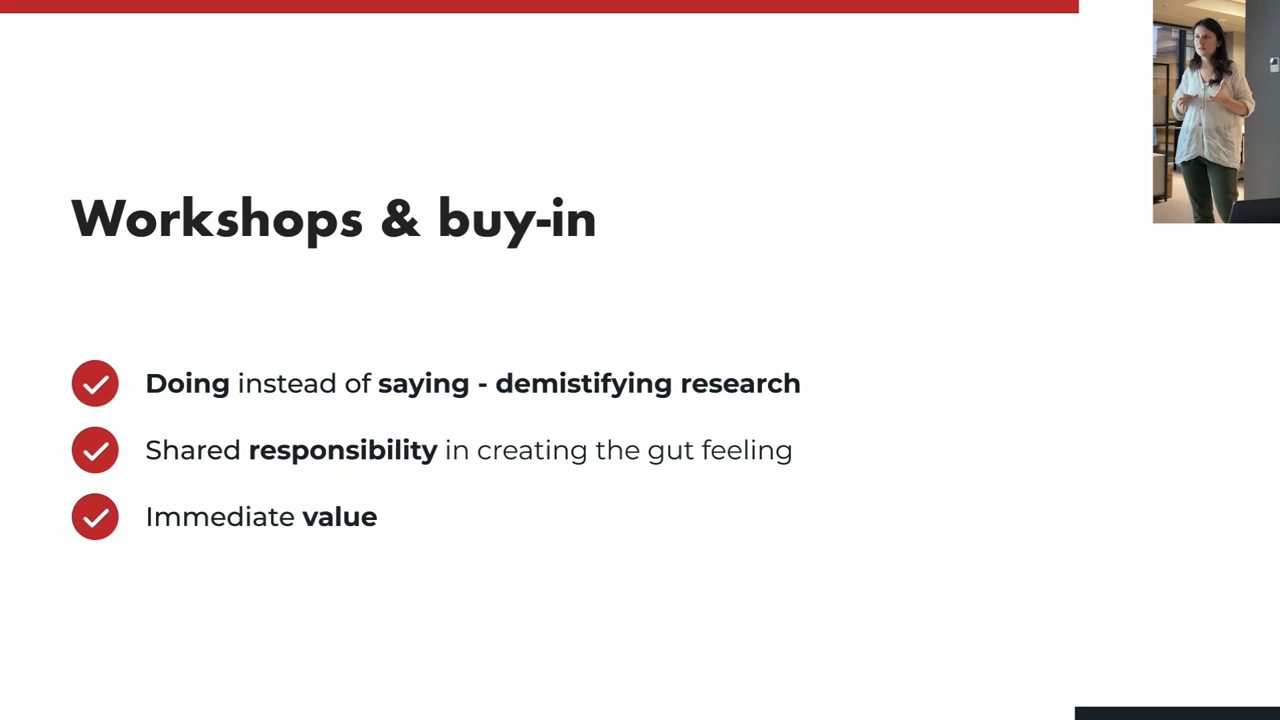 Workshops & buy-in
Doing instead of saying - demistifying research
Shared responsibility in creating the gut feeling
Immediate value